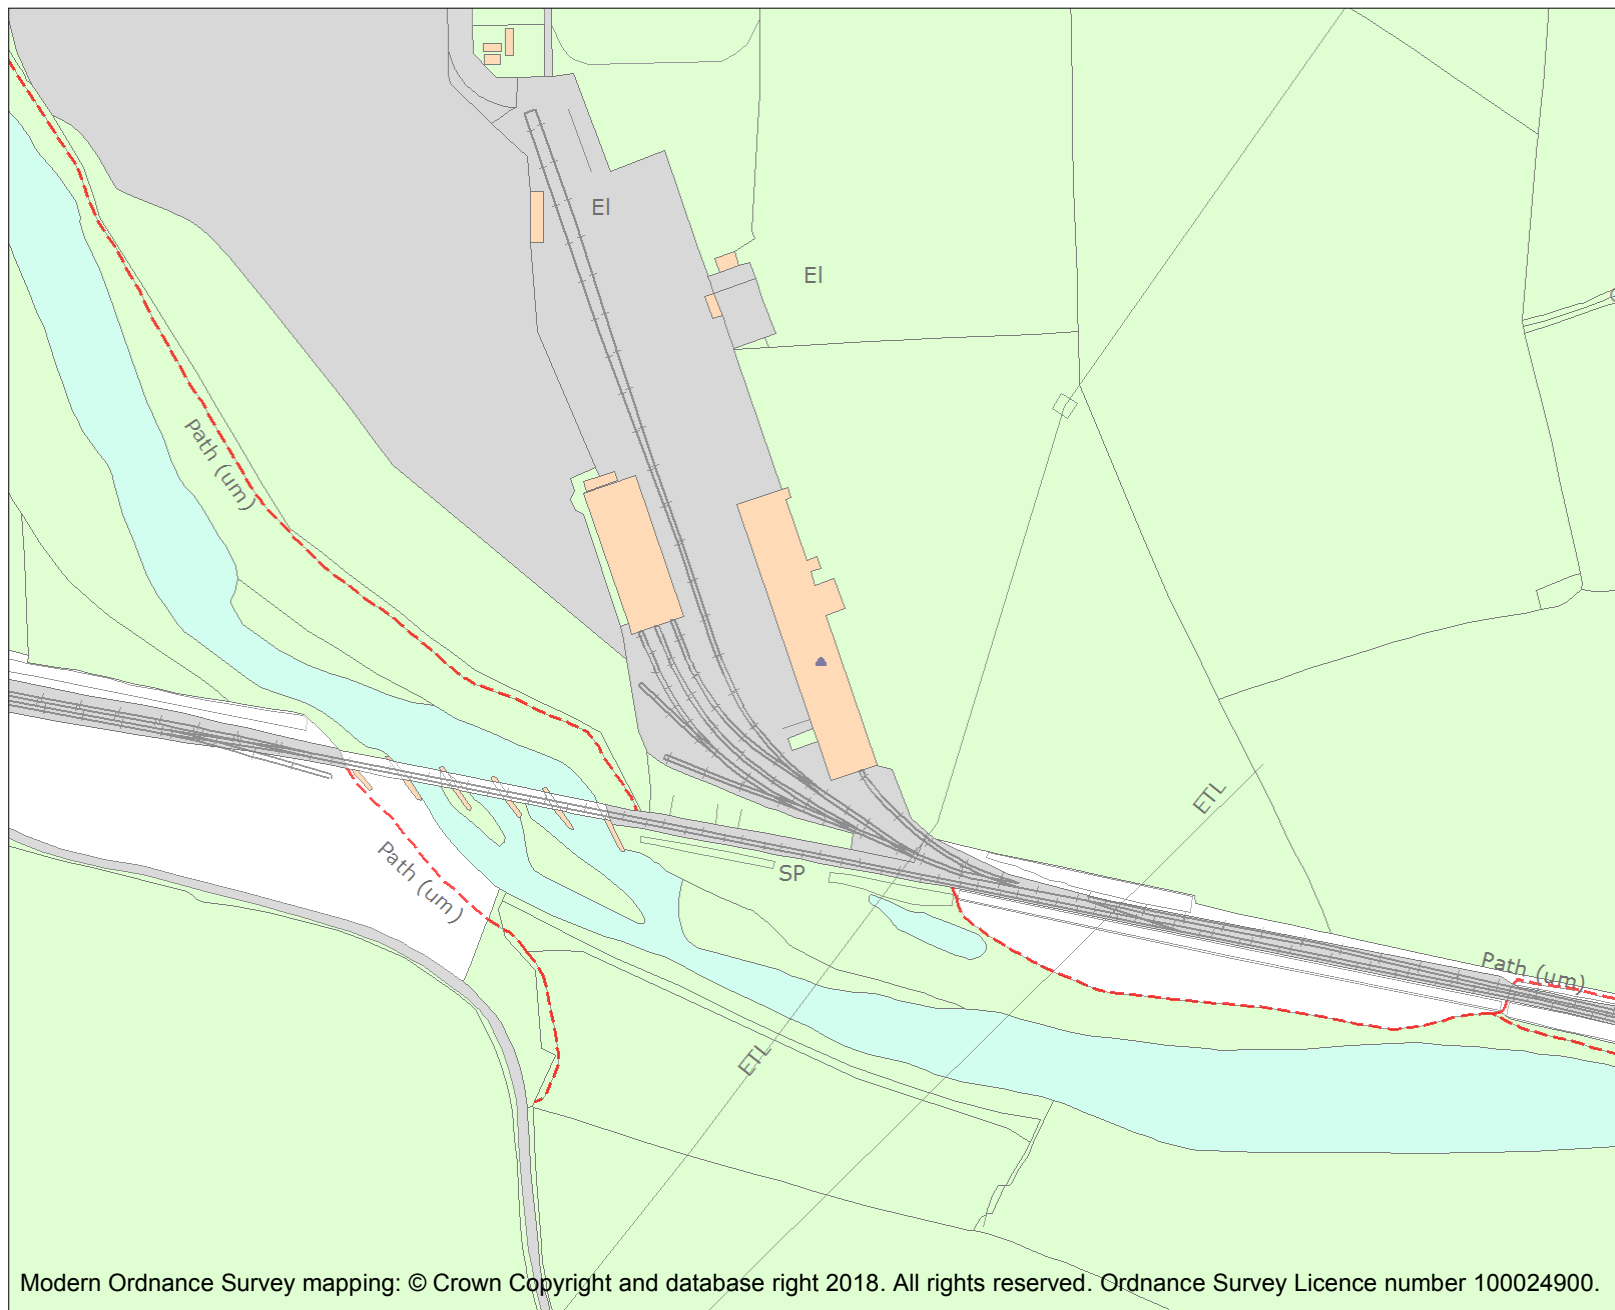 El
El
Path (um)
ETL
Path (um)
SP
Path (um)
ETL
Modern Ordnance Survey mapping: © Crown Copyright and database right 2018. All rights reserved. Ordnance Survey Licence number 100024900.